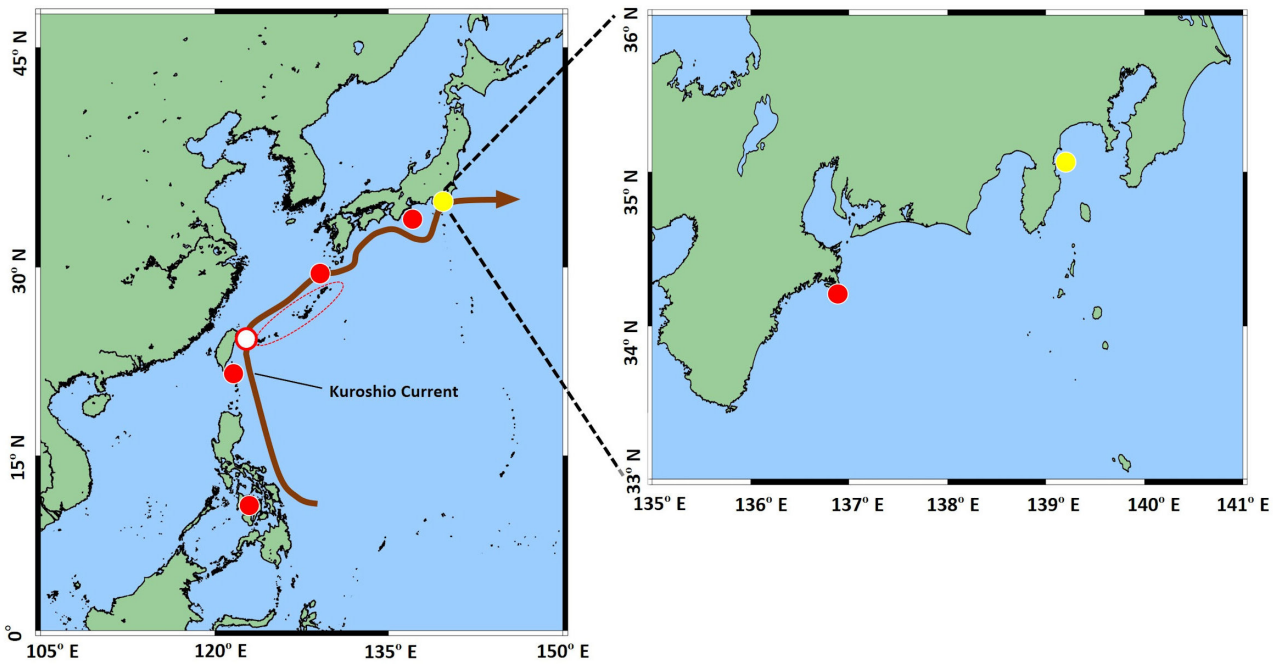 45° N
30° N
15° N
0°
105° E
120° E
135° E
150° E
Kuroshio Current
36° N
35° N
34° N
33° N
135° E
136° E
137° E
138° E
139° E
140° E
141° E